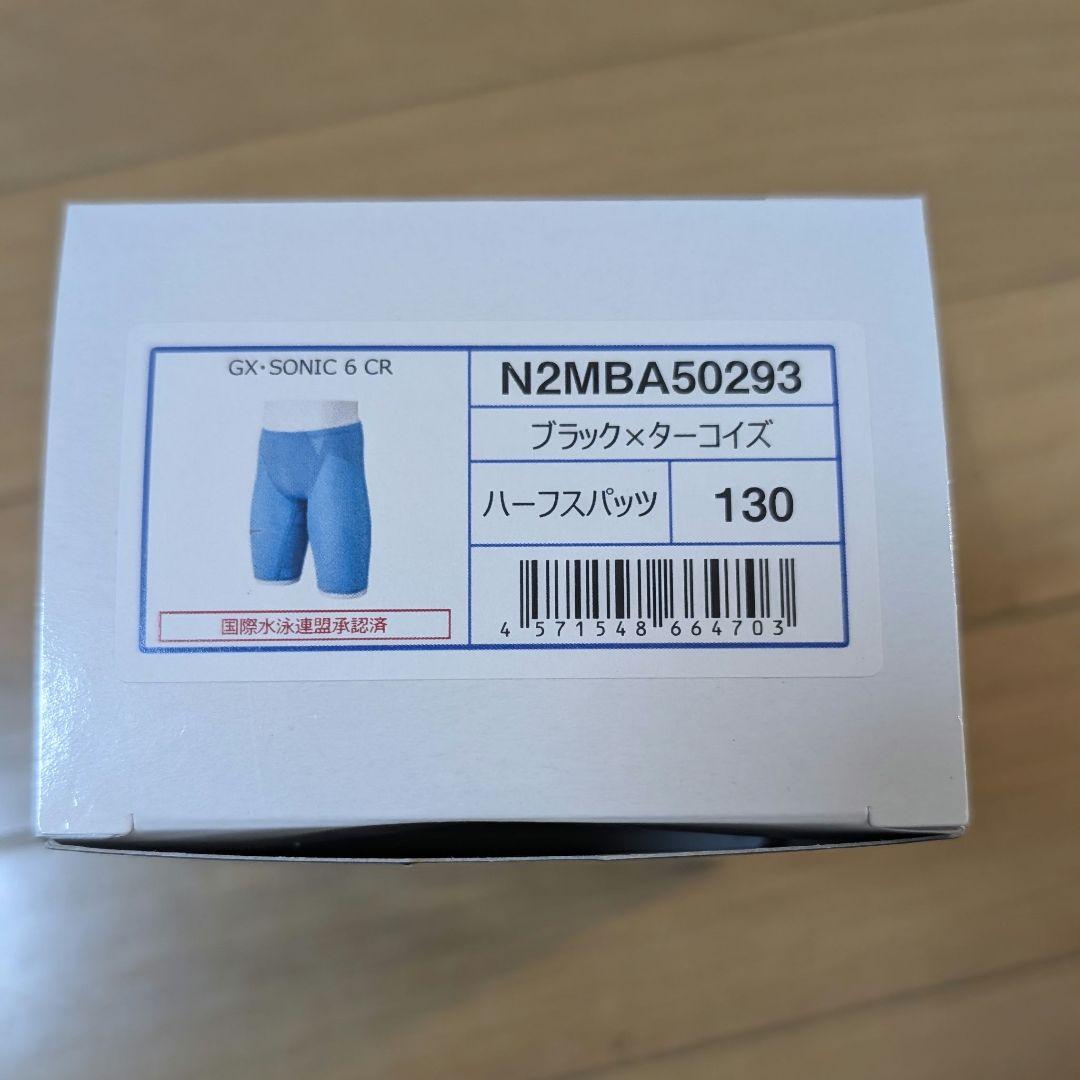 GX・SONIC 6 CR
国際水泳連盟承認済
N2MBA50293
ブラック×ターコイズ
ハーフスパッツ
130
4 571548 664703